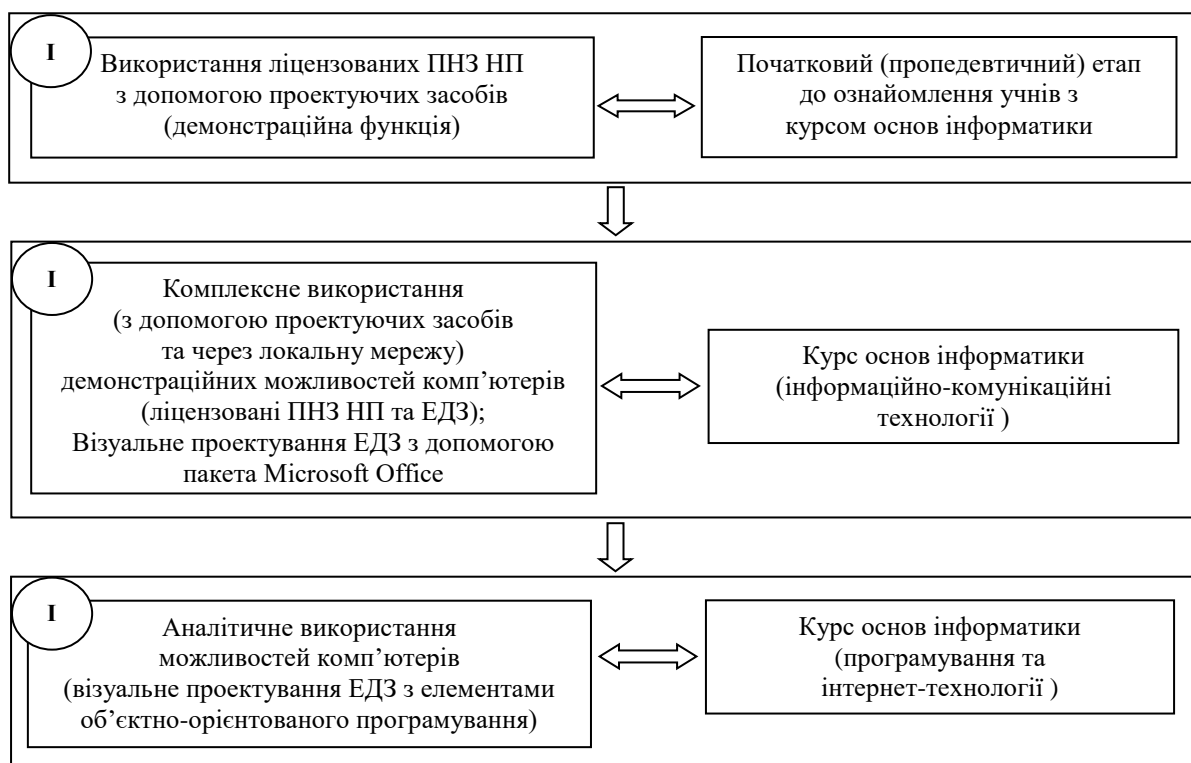 I
Використання ліцензованих ПНЗ НП
з допомогою проектуючих засобів
(демонстраційна функція)
Початковий (пропедевтичний) етап
до ознайомлення учнів з
курсом основ інформатики
I
Комплексне використання
(з допомогою проектуючих засобів
та через локальну мережу)
демонстраційних можливостей комп’ютерів
(ліцензовані ПНЗ НП та ЕДЗ);
Візуальне проектування ЕДЗ з допомогою
пакета Microsoft Office
Курс основ інформатики
(інформаційно-комунікаційні
технології )
I
Аналітичне використання
можливостей комп’ютерів
(візуальне проектування ЕДЗ з елементами
об’єктно-орієнтованого програмування)
Курс основ інформатики
(програмування та
інтернет-технології )